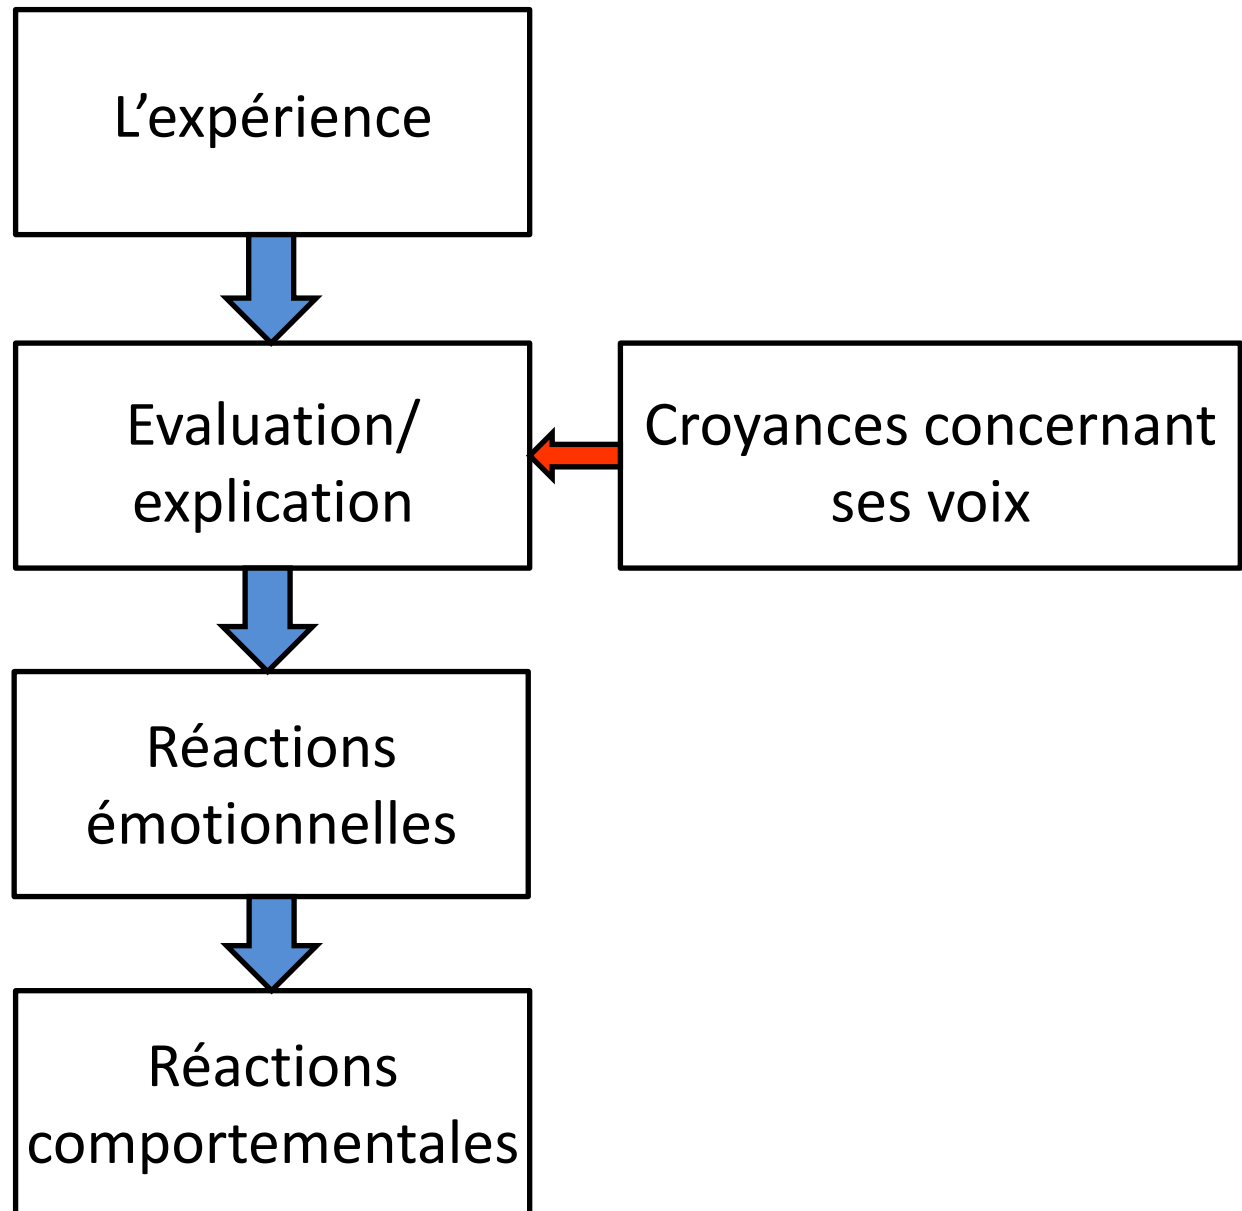 L’expérience
Evaluation/
explication
Croyances concernant
ses voix
Réactions
émotionnelles
Réactions
comportementales